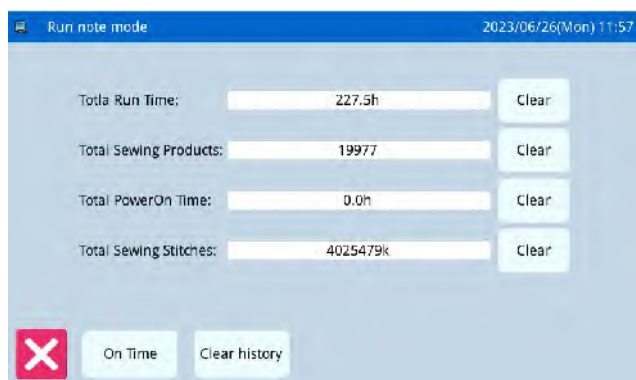 Run note mode 2023/06/26(Mon) 11:57
Totla Run Time: 227.5h Clear
Total Sewing Products: 19977 Clear
Total PowerOn Time: 0.0h Clear
Total Sewing Stitches: 4025479k Clear
On Time Clear history